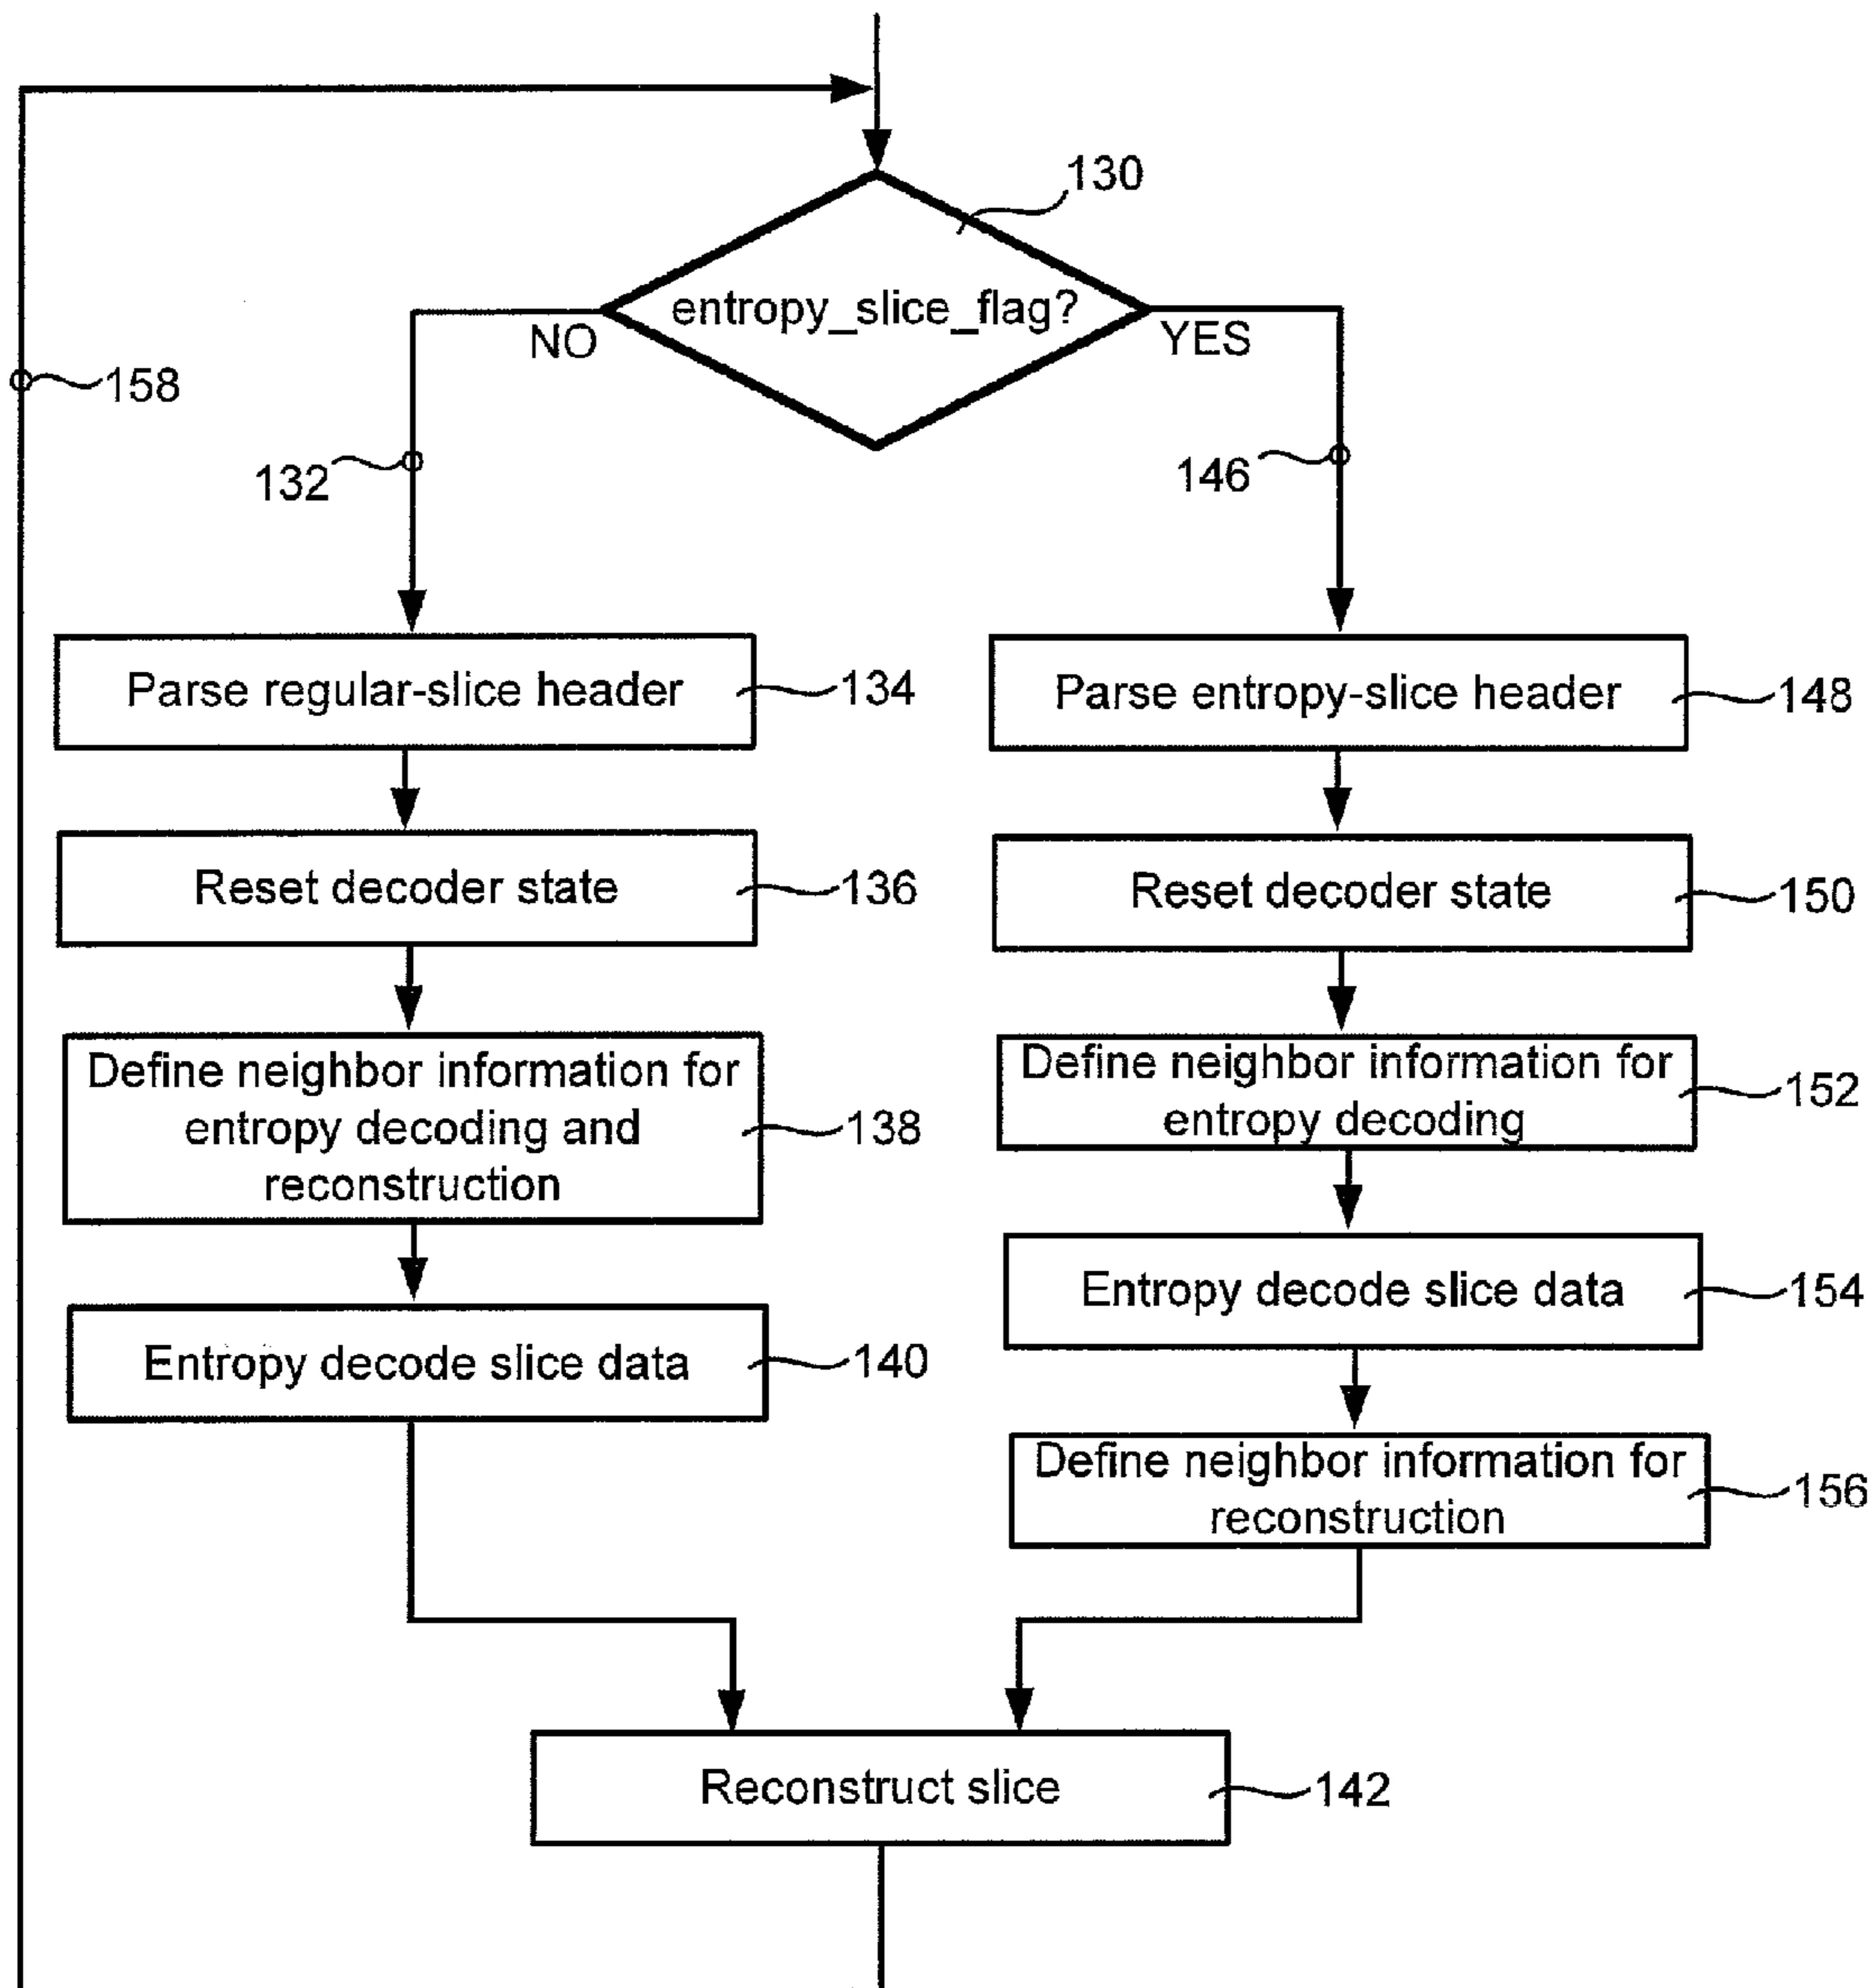 130
entropy_slice_flag?
NO
YES
158
132
146
Parse regular-slice header
134
Parse entropy-slice header
148
Reset decoder state
136
Reset decoder state
150
Define neighbor information for
entropy decoding and
reconstruction
138
Define neighbor information for
entropy decoding
152
Entropy decode slice data
154
Entropy decode slice data
140
Define neighbor information for
reconstruction
156
Reconstruct slice
142